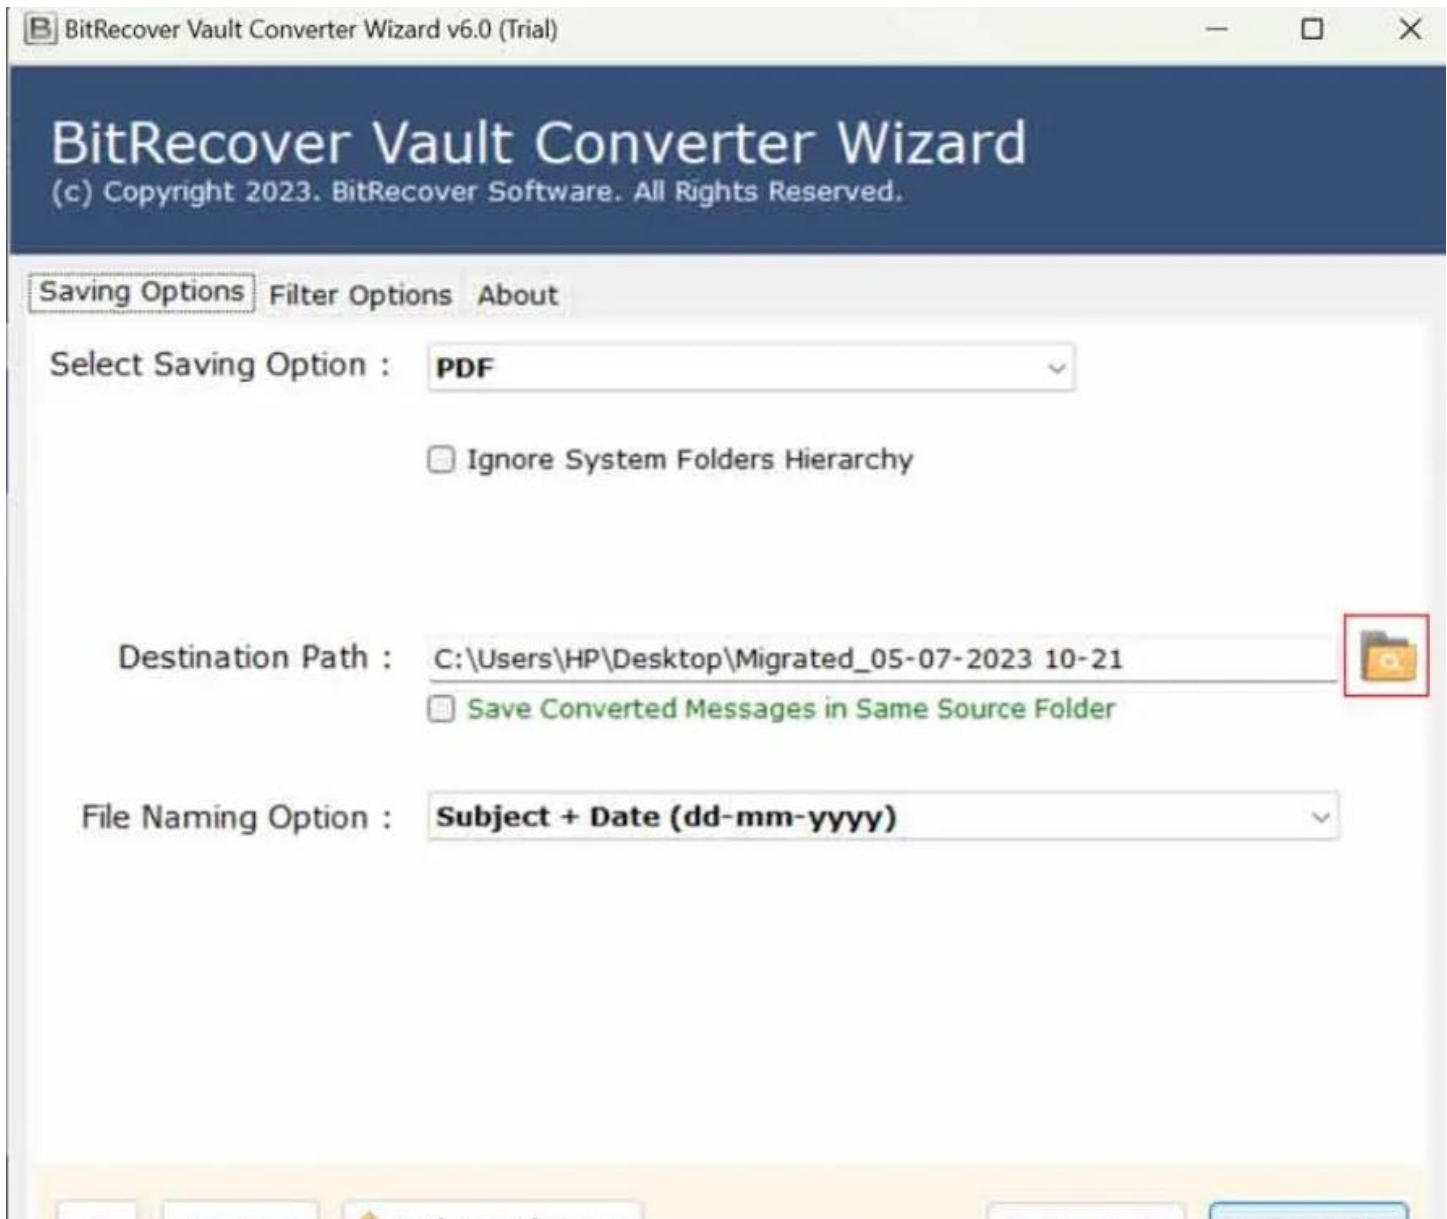 BitRecover Vault Converter Wizard v6.0 (Trial)
BitRecover Vault Converter Wizard
(c) Copyright 2023. BitRecover Software. All Rights Reserved.
Saving Options Filter Options About
Select Saving Option : PDF
Ignore System Folders Hierarchy
Destination Path : C:\Users\HP\Desktop\Migrated_05-07-2023 10-21
Save Converted Messages in Same Source Folder
File Naming Option : Subject + Date (dd-mm-yyyy)